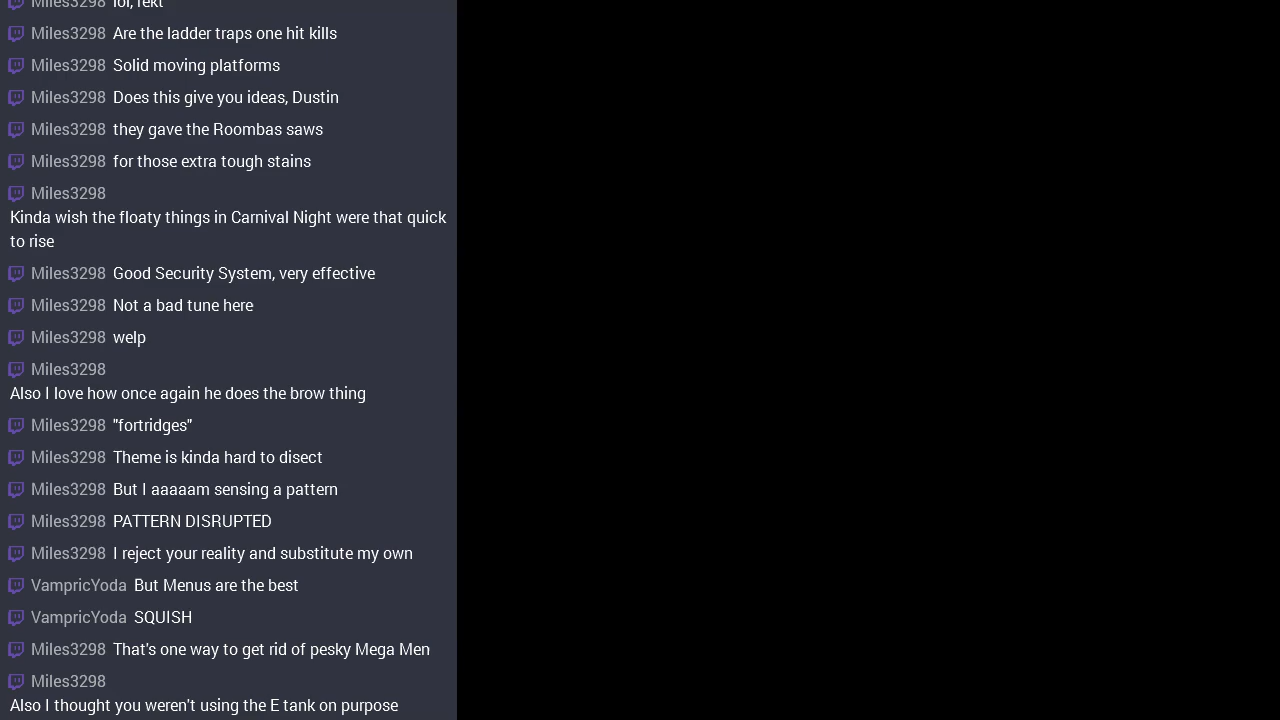 Miles3298 lol, rekt
Miles3298 Are the ladder traps one hit kills
Miles3298 Solid moving platforms
Miles3298 Does this give you ideas, Dustin
Miles3298 they gave the Roombas saws
Miles3298 for those extra tough stains
Miles3298
Kinda wish the floaty things in Carnival Night were that quick
to rise
Miles3298 Good Security System, very effective
Miles3298 Not a bad tune here
Miles3298 welp
Miles3298
Also I love how once again he does the brow thing
Miles3298 "fortridges"
Miles3298 Theme is kinda hard to disect
Miles3298 But I aaaaam sensing a pattern
Miles3298 PATTERN DISRUPTED
Miles3298 I reject your reality and substitute my own
VampricYoda But Menus are the best
VampricYoda SQUISH
Miles3298 That's one way to get rid of pesky Mega Men
Miles3298
Also I thought you weren't using the E tank on purpose